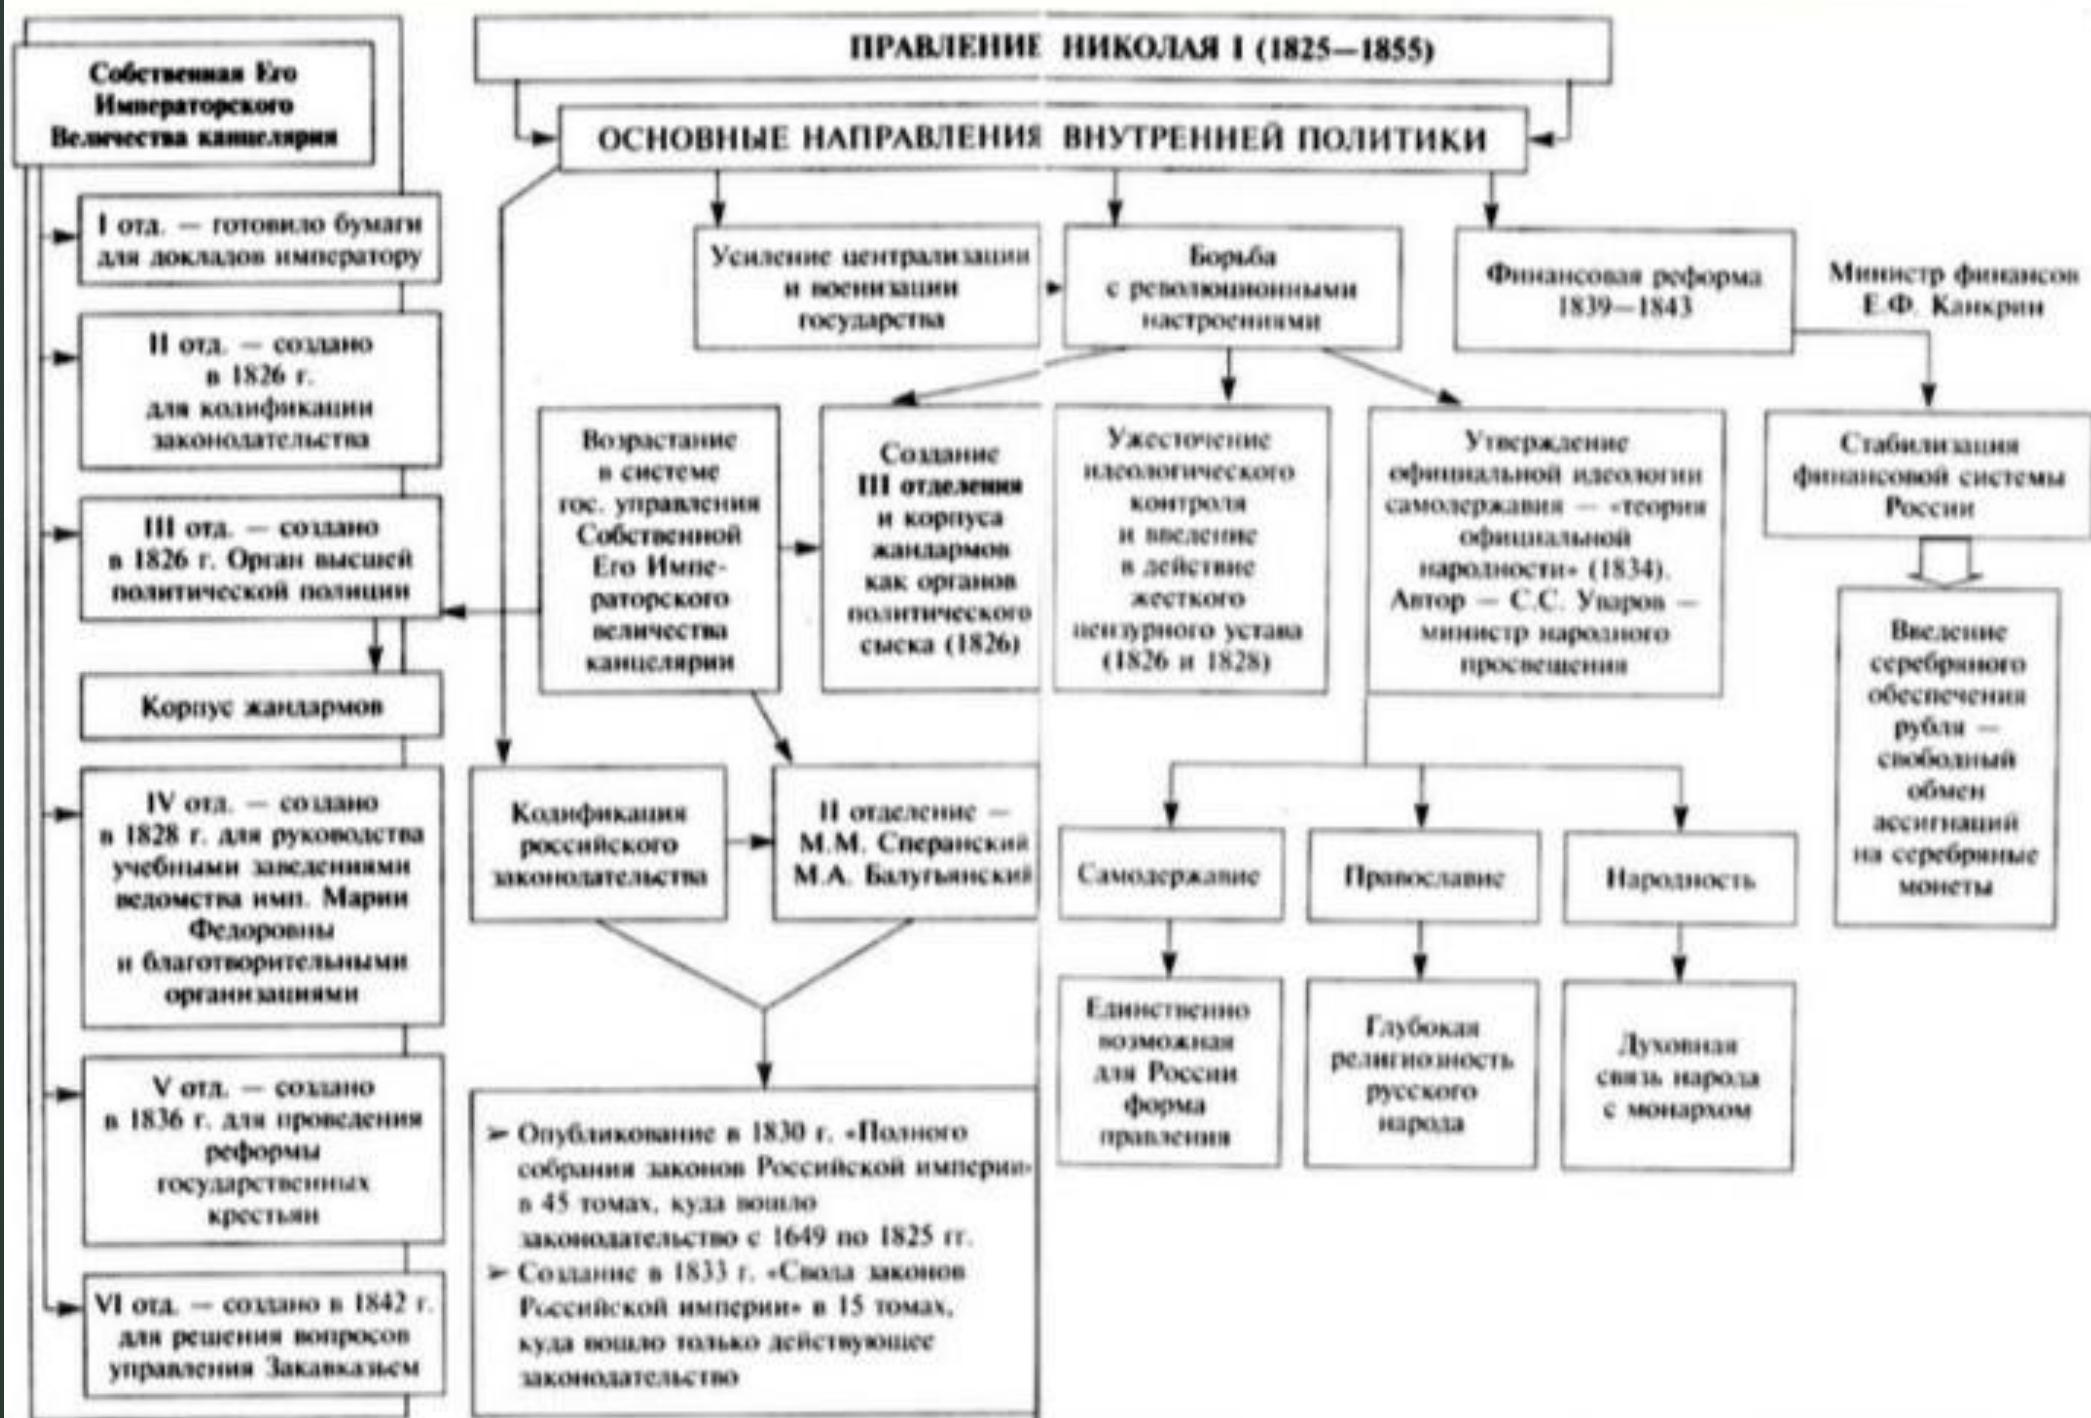 Собственная Его
Императорского
Величества канцелярия
I отд. — готовило бумаги
для докладов императору
II отд. — создано
в 1826 г.
для кодификации
законодательства
III отд. — создано
в 1826 г. Орган высшей
политической полиции
Корпус жандармов
IV отд. — создано
в 1828 г. для руководства
учебными заведениями
ведомства имп. Марии
Федоровны
и благотворительными
организациями
V отд. — создано
в 1836 г. для проведения
реформы
государственных
крестьян
VI отд. — создано в 1842 г.
для решения вопросов
управления Закавказьем
ПРАВЛЕНИЕ НИКОЛАЯ I (1825—1855)
ОСНОВНЫЕ НАПРАВЛЕНИЯ ВНУТРЕННЕЙ ПОЛИТИКИ
Усиление централизации
и военизации
государства
Борьба
с революционными
настроениями
Финансовая реформа
1839—1843
Министр финансов
Е.Ф. Канкрин
Возрастание
в системе
гос. управления
Собственной
Его Импе-
раторского
величества
канцелярии
Создание
III отделения
и корпуса
жандармов
как органов
политического
сыска (1826)
Ужесточение
идеологического
контроля
и введение
в действие
жесткого
цензурного устава
(1826 и 1828)
Утверждение
официальной идеологии
самодержавия — «теория
официальной
народности» (1834).
Автор — С.С. Уваров —
министр народного
просвещения
Стабилизация
финансовой системы
России
Введение
серебряного
обеспечения
рубля —
свободный
обмен
ассигнаций
на серебряные
монеты
Кодификация
российского
законодательства
II отделение —
М.М. Сперанский
М.А. Балугьянский
Самодержавие
Православие
Народность
Единственно
возможная
для России
форма
правления
Глубокая
религиозность
русского
народа
Духовная
связь народа
с монархом
➢ Опубликование в 1830 г. «Полного
собрания законов Российской империи»
в 45 томах, куда вошло
законодательство с 1649 по 1825 гг.
➢ Создание в 1833 г. «Свода законов
Российской империи» в 15 томах,
куда вошло только действующее
законодательство